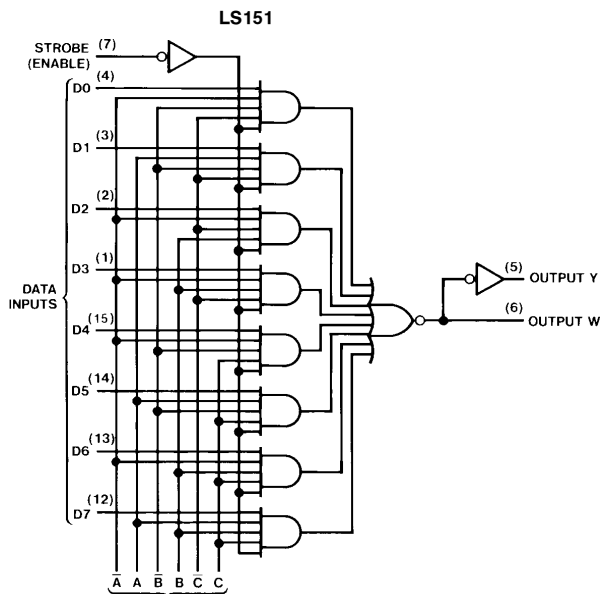 LS151
STROBE (7)
(ENABLE)
(4)
D0
(3)
D1
(2)
D2
(1)
D3
DATA
INPUTS
(15)
D4
(14)
D5
(13)
D6
(12)
D7
(5) OUTPUT Y
(6) OUTPUT W
A̅ A B̅ B C̅ C